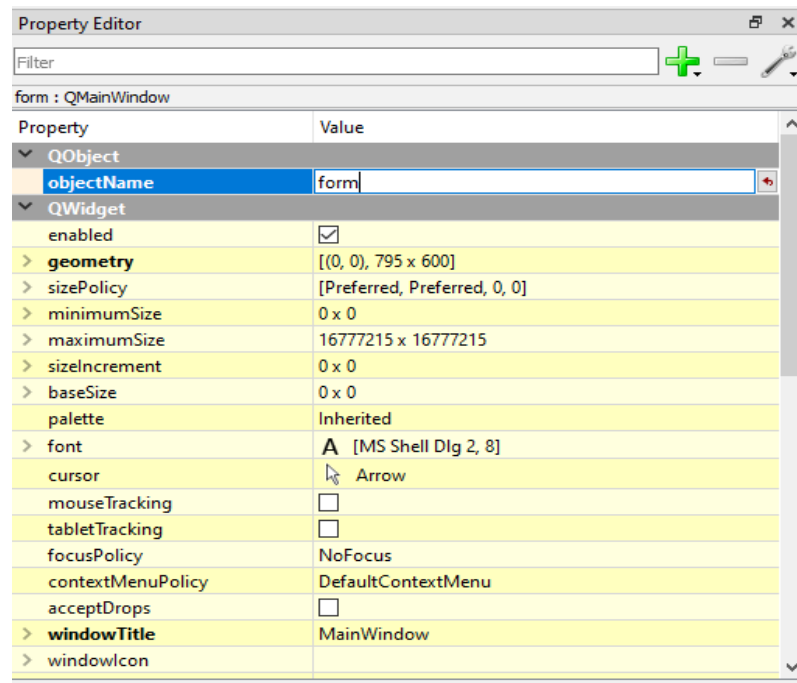 Property Editor
Filter
form : QMainWindow
Property Value
QObject
objectName form
QWidget
enabled
geometry [(0, 0), 795 x 600]
sizePolicy [Preferred, Preferred, 0, 0]
minimumSize 0 x 0
maximumSize 16777215 x 16777215
sizeIncrement 0 x 0
baseSize 0 x 0
palette Inherited
font A [MS Shell Dlg 2, 8]
cursor Arrow
mouseTracking
tabletTracking
focusPolicy NoFocus
contextMenuPolicy DefaultContextMenu
acceptDrops
windowTitle MainWindow
windowIcon